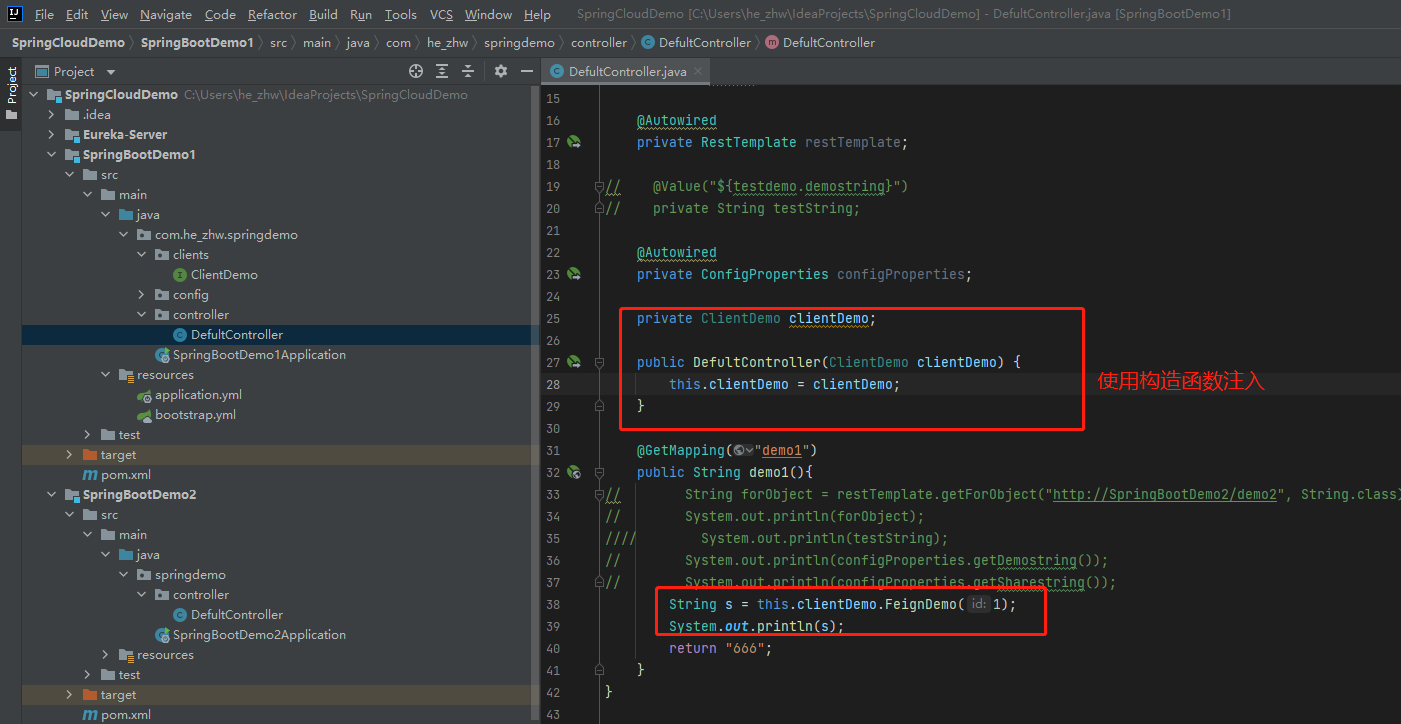 File Edit View Navigate Code Refactor Build Run Tools VCS Window Help SpringCloudDemo [C:\Users\he_zhw\IdeaProjects\SpringCloudDemo] - DefultController.java [SpringBootDemo1]
SpringCloudDemo SpringBootDemo1 src main java com he_zhw springdemo controller DefultController DefultController
Project
Project
SpringCloudDemo C:\Users\he_zhw\IdeaProjects\SpringCloudDemo
.idea
Eureka-Server
SpringBootDemo1
src
main
java
com.he_zhw.springdemo
clients
ClientDemo
config
controller
DefultController
SpringBootDemo1Application
resources
application.yml
bootstrap.yml
test
target
pom.xml
SpringBootDemo2
src
main
java
springdemo
controller
DefultController
SpringBootDemo2Application
resources
test
target
pom.xml
DefultController.java
15
16 @Autowired
17 private RestTemplate restTemplate;
18
19 // @Value("${testdemo.demostring}")
20 // private String testString;
21
22 @Autowired
23 private ConfigProperties configProperties;
24
25 private ClientDemo clientDemo;
26
27 public DefultController(ClientDemo clientDemo) {
28 this.clientDemo = clientDemo;
29 }
30
31 @GetMapping("demo1")
32 public String demo1(){
33 // String forObject = restTemplate.getForObject("http://SpringBootDemo2/demo2", String.class)
34 // System.out.println(forObject);
35 //// System.out.println(testString);
36 // System.out.println(configProperties.getDemostring());
37 // System.out.println(configProperties.getSharestring());
38 String s = this.clientDemo.FeignDemo( id: 1);
39 System.out.println(s);
40 return "666";
41 }
42 }
43
使用构造函数注入